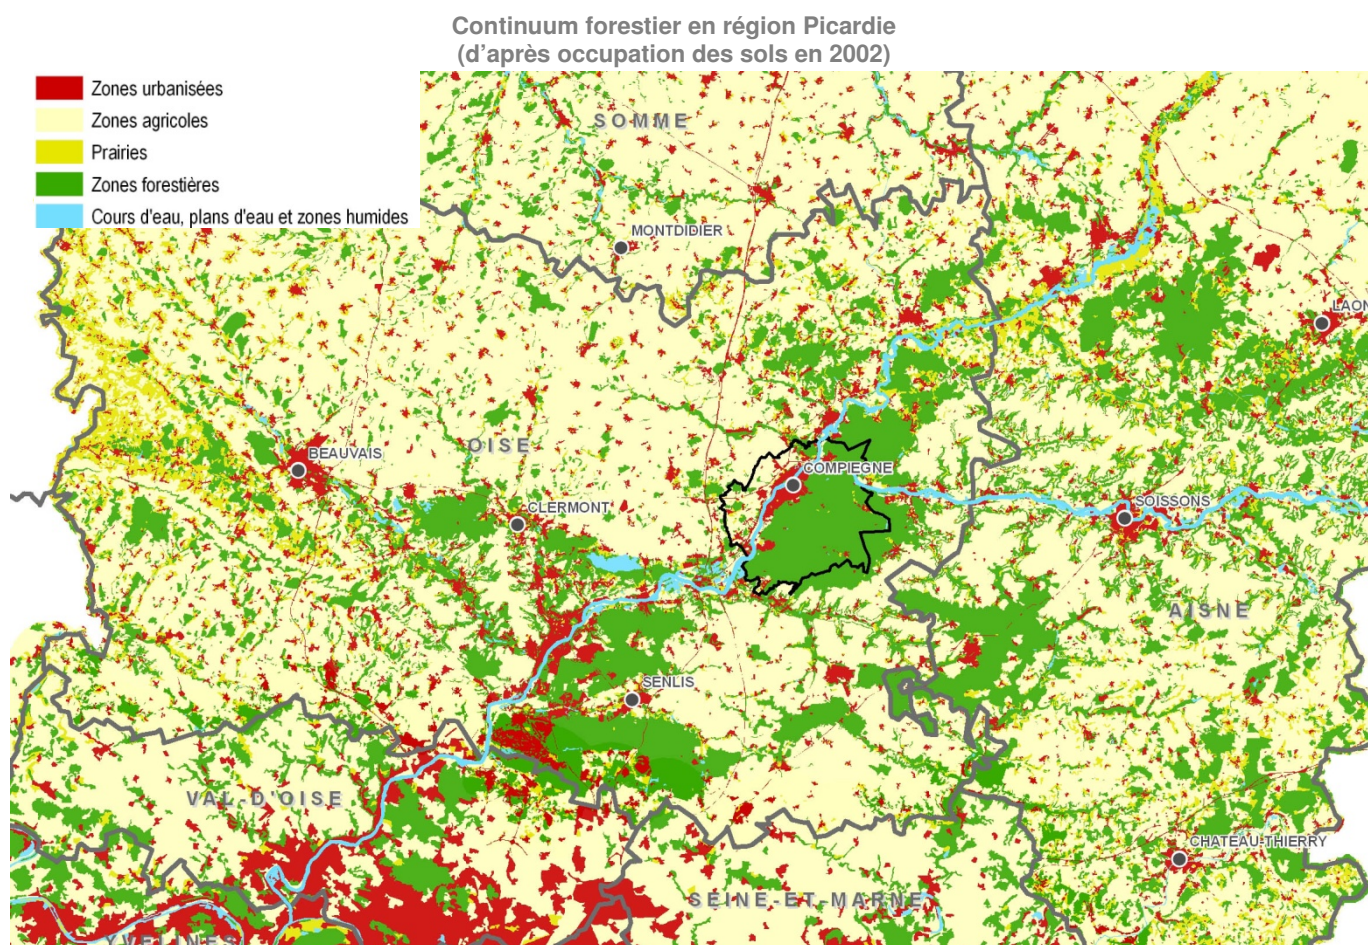 Continuum forestier en région Picardie
(d'après occupation des sols en 2002)
Zones urbanisées
Zones agricoles
Prairies
Zones forestières
Cours d'eau, plans d'eau et zones humides
SOMME
MONTDIDIER
LAON
BEAUVAIS
OISE
COMPIEGNE
CLERMONT
SOISSONS
AISNE
SENLIS
VAL-D'OISE
CHATEAU-THIERRY
SEINE-ET-MARNE
YVELINES